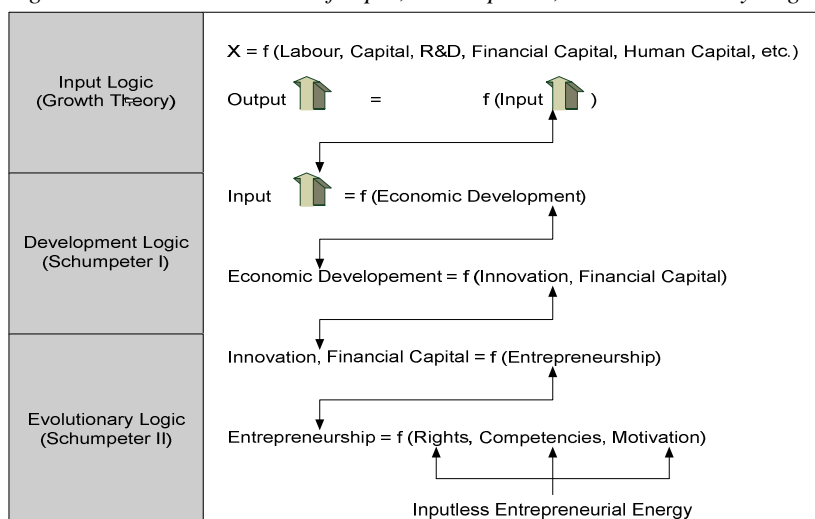 Input Logic
(Growth Theory)
X = f (Labour, Capital, R&D, Financial Capital, Human Capital, etc.)
Output = f (Input )
Input = f (Economic Development)
Development Logic
(Schumpeter I)
Economic Developement = f (Innovation, Financial Capital)
Innovation, Financial Capital = f (Entrepreneurship)
Evolutionary Logic
(Schumpeter II)
Entrepreneurship = f (Rights, Competencies, Motivation)
Inputless Entrepreneurial Energy